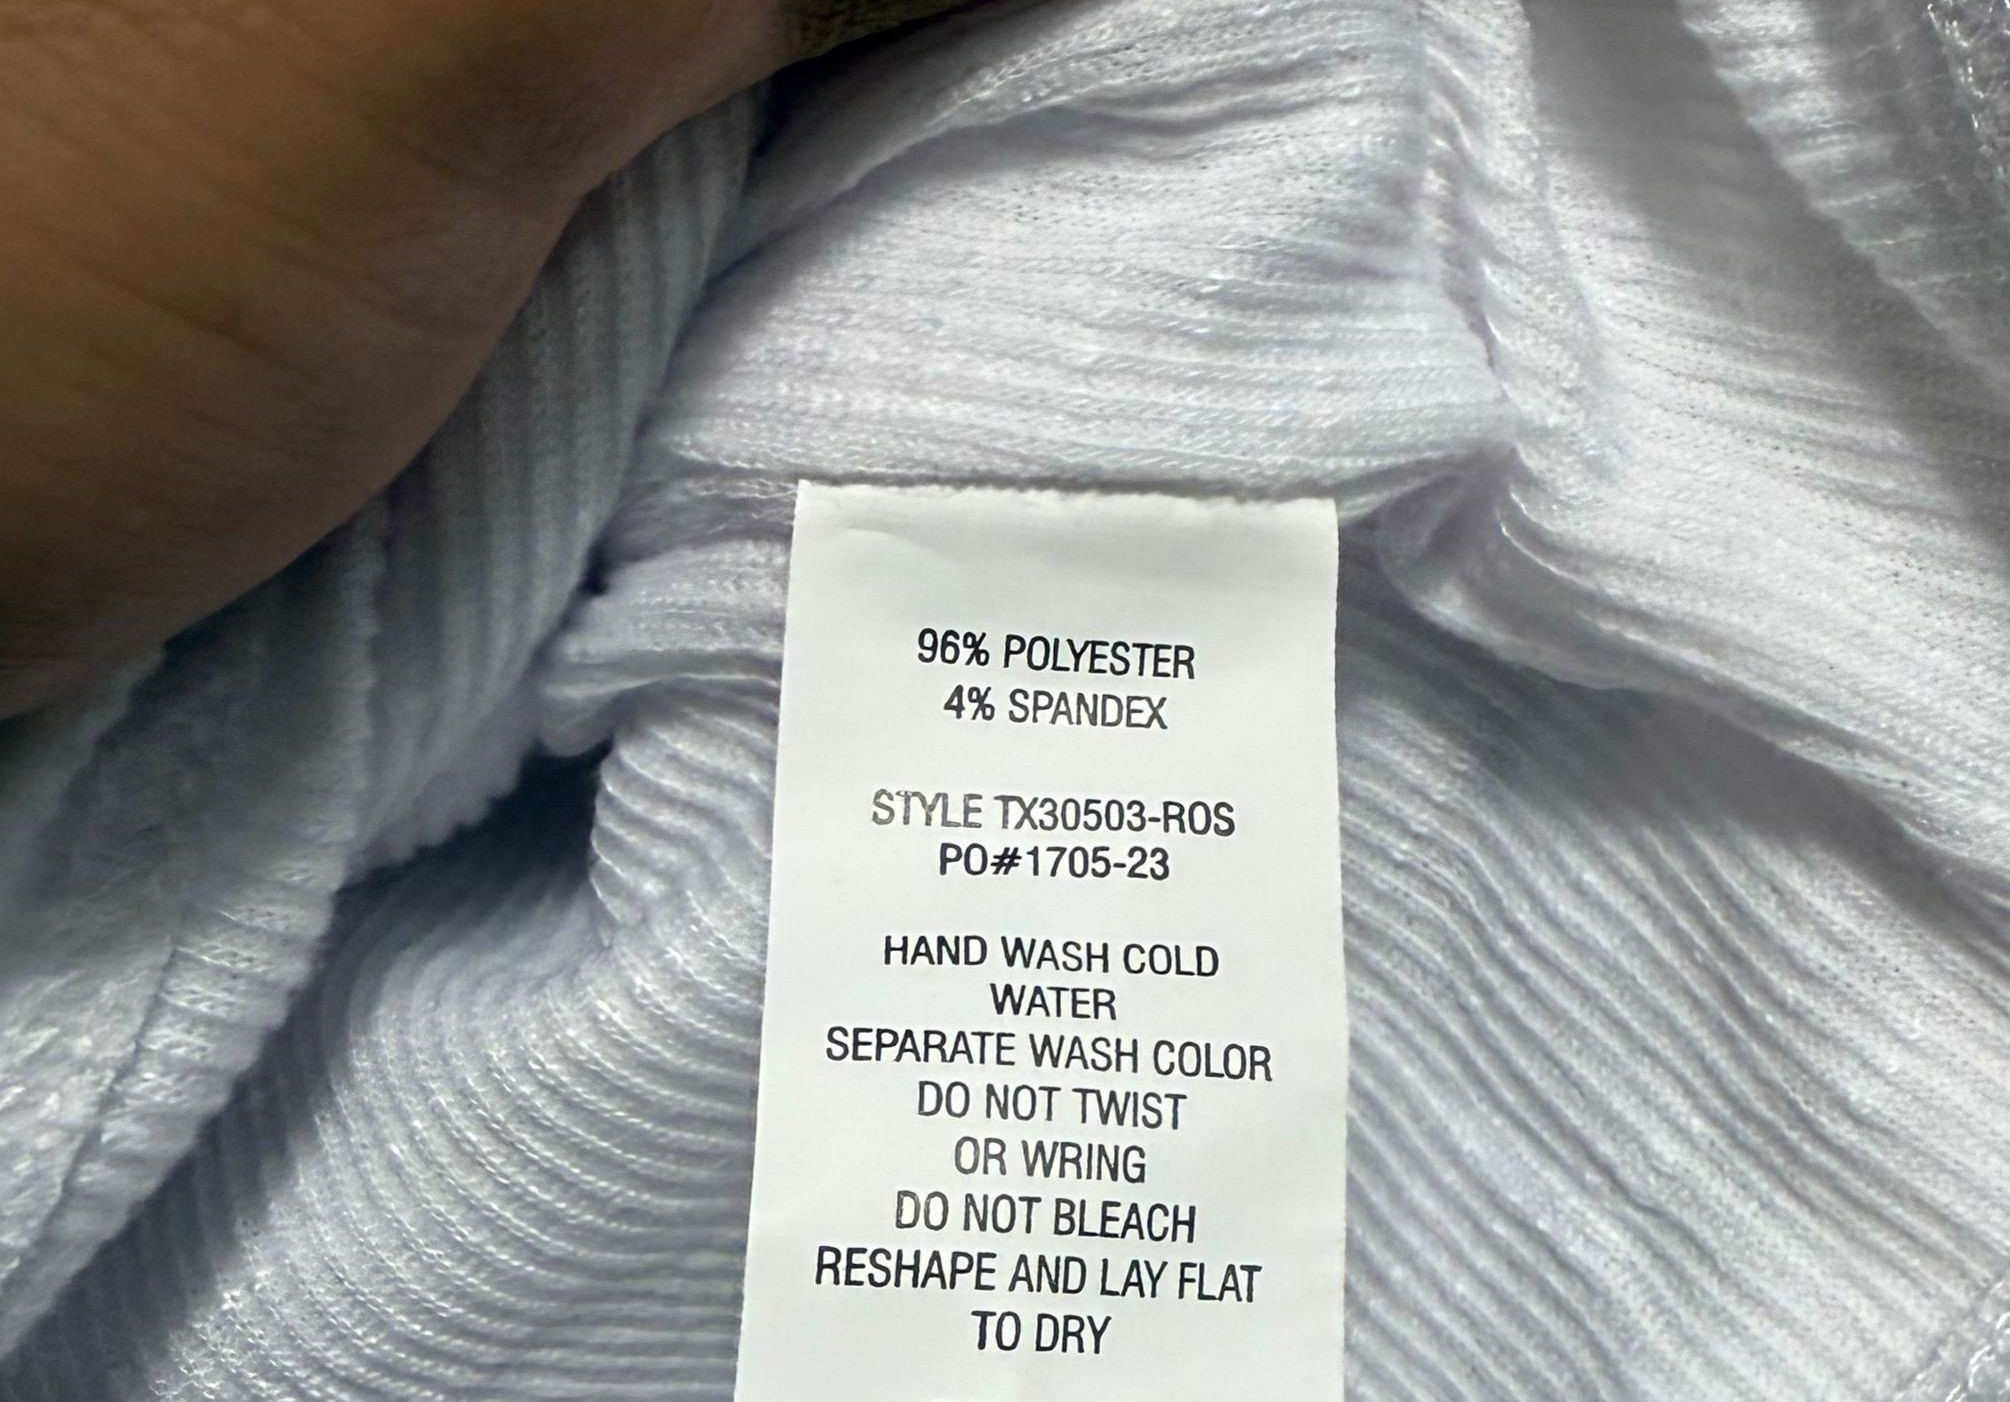 96% POLYESTER
4% SPANDEX
STYLE TX30503-ROS
PO#1705-23
HAND WASH COLD
WATER
SEPARATE WASH COLOR
DO NOT TWIST
OR WRING
DO NOT BLEACH
RESHAPE AND LAY FLAT
TO DRY